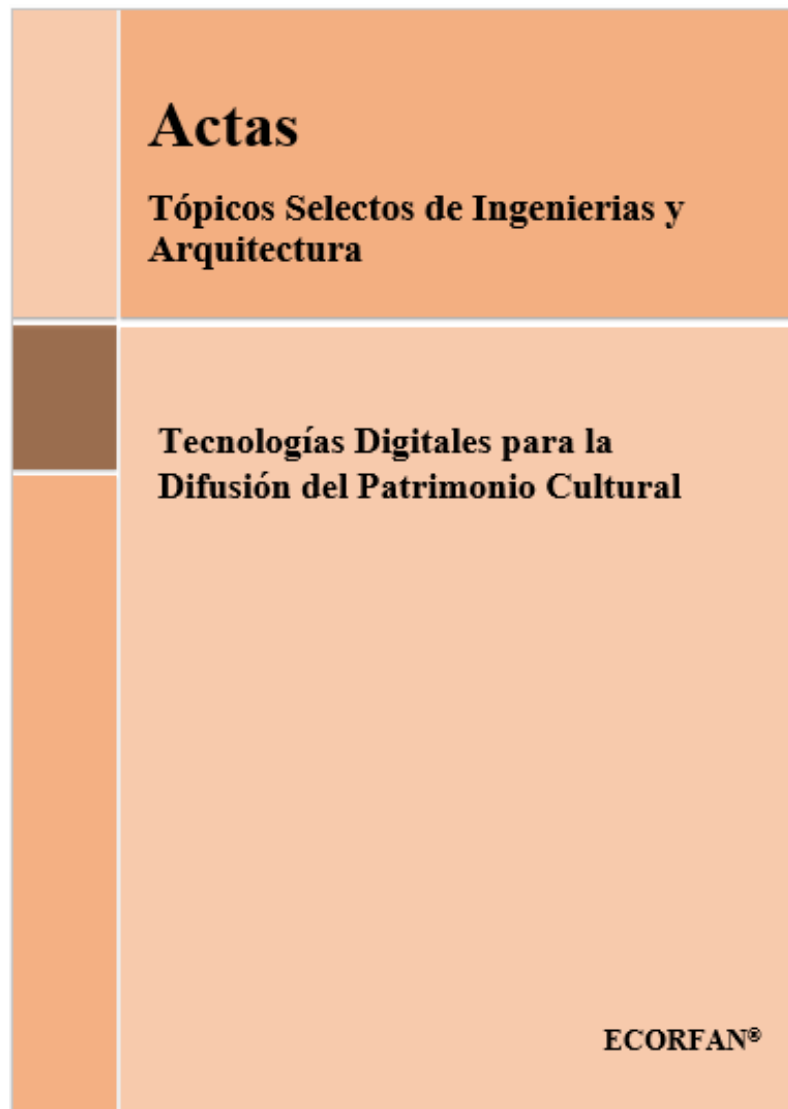 Actas
Tópicos Selectos de Ingenierias y
Arquitectura
Tecnologías Digitales para la
Difusión del Patrimonio Cultural
ECORFAN®